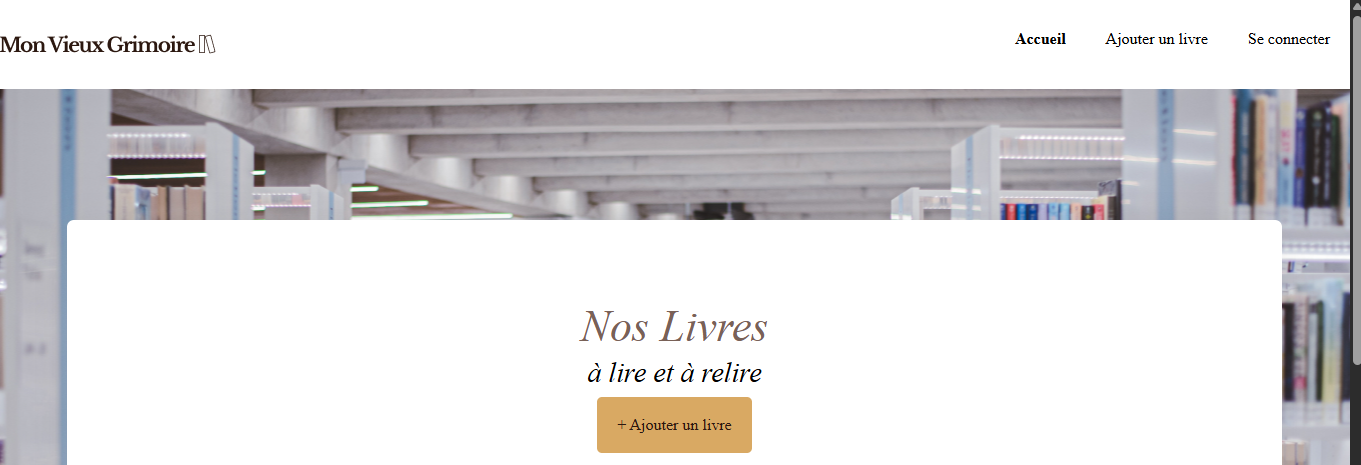 Mon Vieux Grimoire
Accueil
Ajouter un livre
Se connecter
Nos Livres
à lire et à relire
+ Ajouter un livre